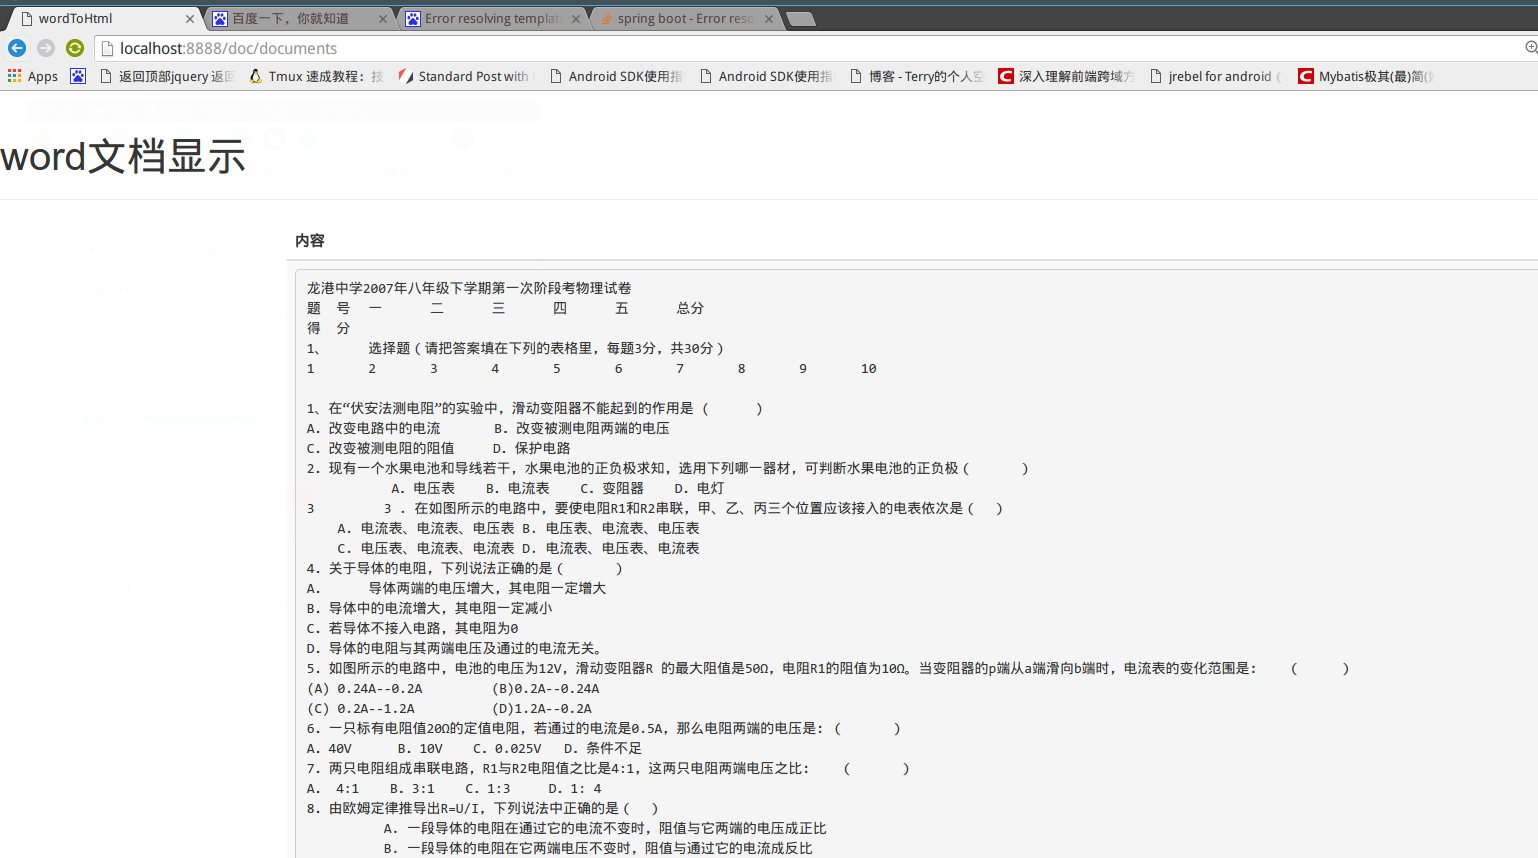 wordToHtml
百度一下，你就知道
Error resolving templat
spring boot - Error reso
localhost:8888/doc/documents
Apps
返回顶部jquery 返回
Tmux 速成教程：技
Standard Post with
Android SDK使用指
Android SDK使用指
博客 - Terry的个人空
深入理解前端跨域方
jrebel for android (
Mybatis极其(最)简(好
word文档显示
内容
龙港中学2007年八年级下学期第一次阶段考物理试卷
题 号 一 二 三 四 五 总分
得 分
1、 选择题（请把答案填在下列的表格里，每题3分，共30分）
1 2 3 4 5 6 7 8 9 10
1、在“伏安法测电阻”的实验中，滑动变阻器不能起到的作用是（ ）
A．改变电路中的电流 B．改变被测电阻两端的电压
C．改变被测电阻的阻值 D．保护电路
2．现有一个水果电池和导线若干，水果电池的正负极求知，选用下列哪一器材，可判断水果电池的正负极（ ）
A．电压表 B．电流表 C．变阻器 D．电灯
3 3 ．在如图所示的电路中，要使电阻R1和R2串联，甲、乙、丙三个位置应该接入的电表依次是（ ）
A．电流表、电流表、电压表 B．电压表、电流表、电压表
C．电压表、电流表、电流表 D．电流表、电压表、电流表
4．关于导体的电阻，下列说法正确的是（ ）
A． 导体两端的电压增大，其电阻一定增大
B．导体中的电流增大，其电阻一定减小
C．若导体不接入电路，其电阻为0
D．导体的电阻与其两端电压及通过的电流无关。
5．如图所示的电路中，电池的电压为12V，滑动变阻器R 的最大阻值是50Ω，电阻R1的阻值为10Ω。当变阻器的p端从a端滑向b端时，电流表的变化范围是: （ ）
(A) 0.24A--0.2A (B)0.2A--0.24A
(C) 0.2A--1.2A (D)1.2A--0.2A
6．一只标有电阻值20Ω的定值电阻，若通过的电流是0.5A，那么电阻两端的电压是:（ ）
A．40V B．10V C．0.025V D．条件不足
7．两只电阻组成串联电路，R1与R2电阻值之比是4:1，这两只电阻两端电压之比: （ ）
A． 4:1 B．3:1 C．1:3 D．1: 4
8．由欧姆定律推导出R=U/I，下列说法中正确的是（ ）
A．一段导体的电阻在通过它的电流不变时，阻值与它两端的电压成正比
B．一段导体的电阻在它两端电压不变时，阻值与通过它的电流成反比